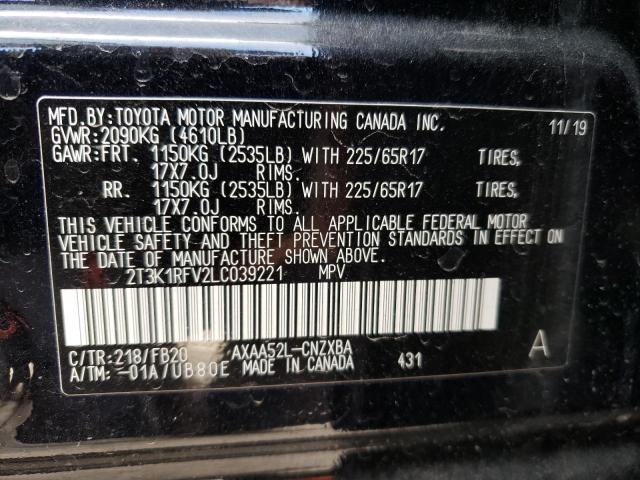 MFD.BY:TOYOTA MOTOR MANUFACTURING CANADA INC. 11/19
GVWR:2090KG (4610LB)
GAWR:FRT. 1150KG (2535LB) WITH 225/65R17 TIRES,
17X7.0J RIMS.
RR. 1150KG (2535LB) WITH 225/65R17 TIRES,
17X7.0J RIMS.
THIS VEHICLE CONFORMS TO ALL APPLICABLE FEDERAL MOTOR
VEHICLE SAFETY AND THEFT PREVENTION STANDARDS IN EFFECT ON
THE DATE OF MANUFACTURE SHOWN ABOVE.
2T3K1RFV2LC039221 MPV
C/TR:218/FB20 AXAA52L-CNZXBA A
A/TM: -01A/UB80E MADE IN CANADA 431